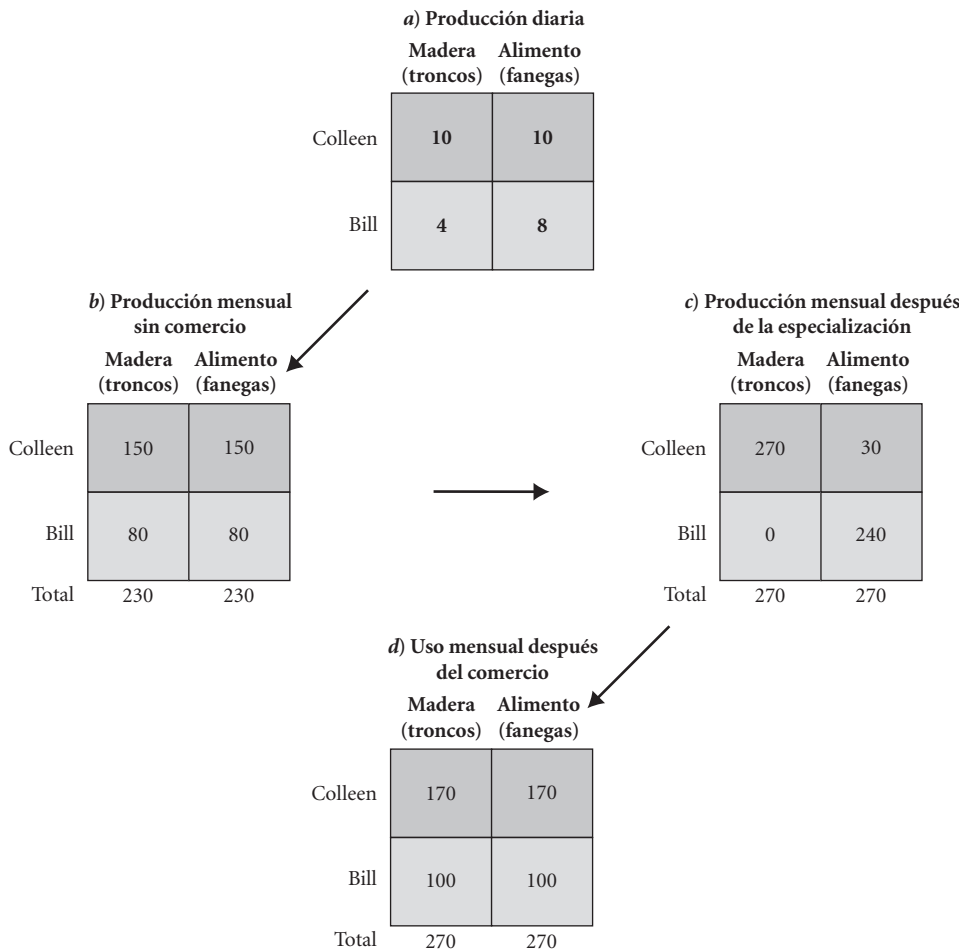 a) Producción diaria
Madera Alimento
(troncos) (fanegas)
Colleen 10 10
Bill 4 8
b) Producción mensual
sin comercio
Madera Alimento
(troncos) (fanegas)
Colleen 150 150
Bill 80 80
Total 230 230
c) Producción mensual después
de la especialización
Madera Alimento
(troncos) (fanegas)
Colleen 270 30
Bill 0 240
Total 270 270
d) Uso mensual después
del comercio
Madera Alimento
(troncos) (fanegas)
Colleen 170 170
Bill 100 100
Total 270 270